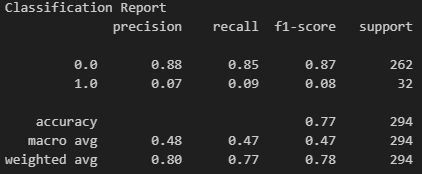 Classification Report
precision recall f1-score support
0.0 0.88 0.85 0.87 262
1.0 0.07 0.09 0.08 32
accuracy 0.77 294
macro avg 0.48 0.47 0.47 294
weighted avg 0.80 0.77 0.78 294